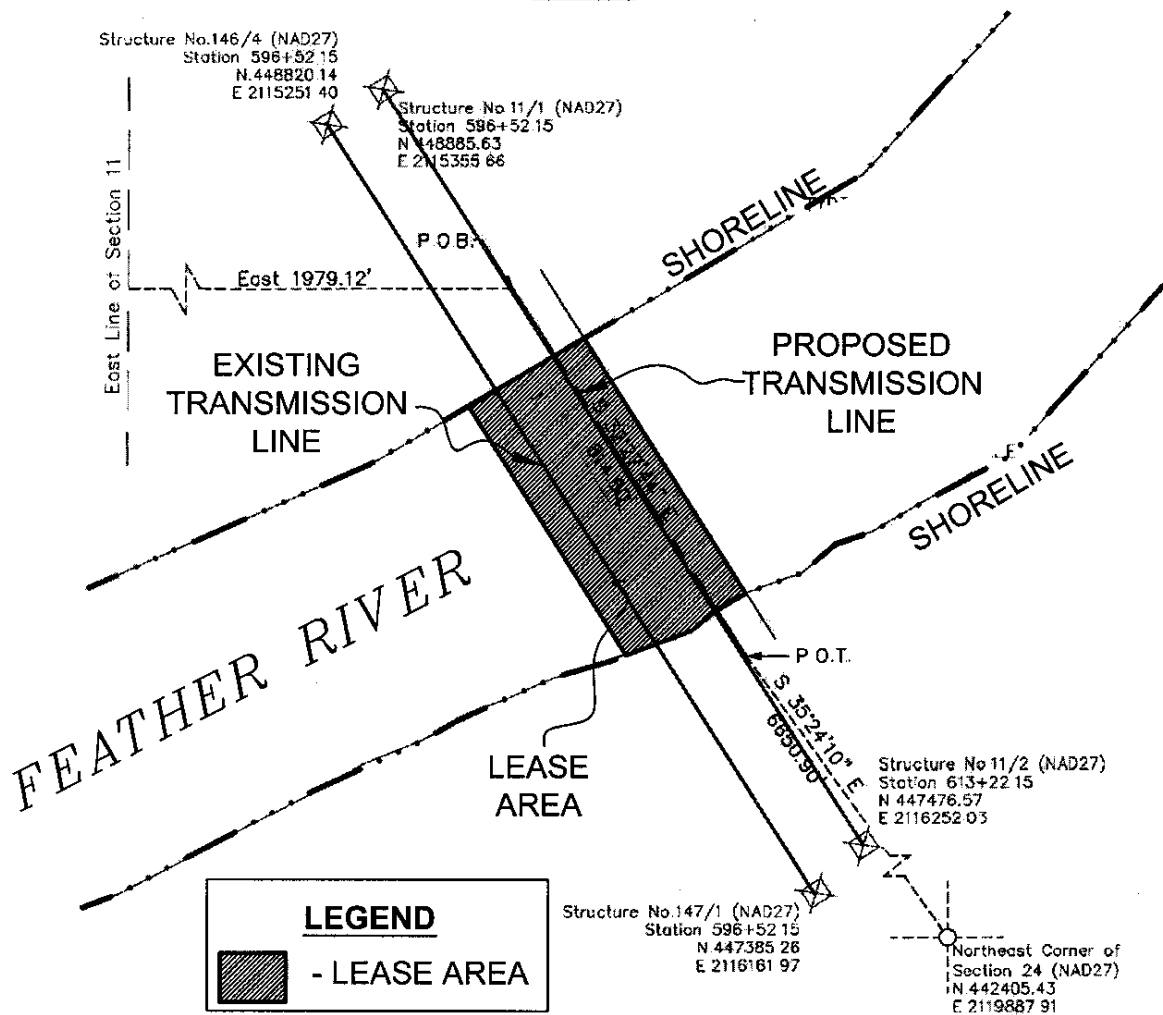 Structure No.146/4 (NAD27)
Station 596+52.15
N.448820.14
E 2115251.40
Structure No.11/1 (NAD27)
Station 596+52.15
N 448885.63
E 2115355.66
East Line of Section 11
P.O.B.
East 1979.12'
SHORELINE
EXISTING
TRANSMISSION
LINE
PROPOSED
TRANSMISSION
LINE
SHORELINE
FEATHER RIVER
P.O.T.
S 35°24'10" E
6650.90'
LEASE
AREA
Structure No 11/2 (NAD27)
Station 613+22.15
N 447476.57
E 2116252.03
Structure No.147/1 (NAD27)
Station 596+52.15
N.447385.26
E 2116161.97
Northeast Corner of
Section 24 (NAD27)
N 442405.43
E 2119887.91
LEGEND
- LEASE AREA